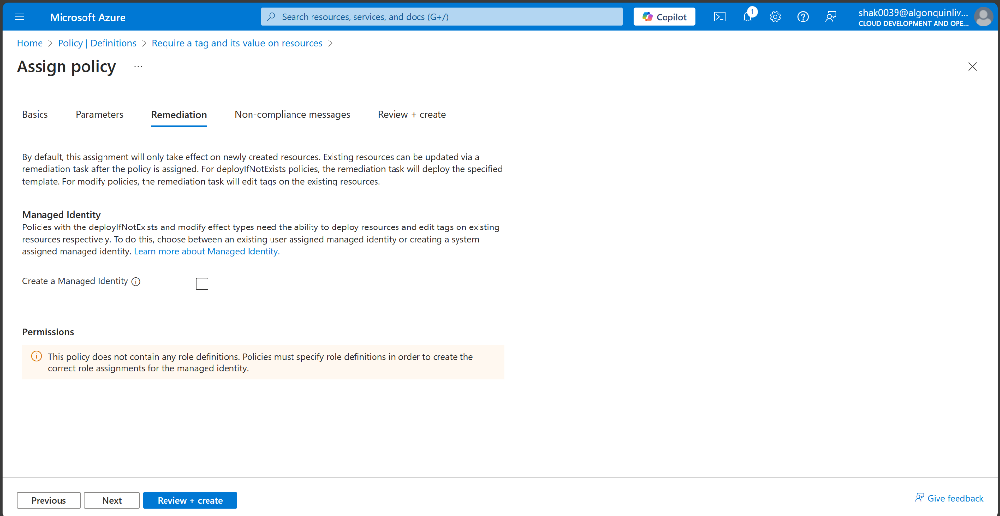 Microsoft Azure
Search resources, services, and docs (G+/)
Copilot
1
shak0039@algonquinliv...
CLOUD DEVELOPMENT AND OPE...
Home > Policy | Definitions > Require a tag and its value on resources >
Assign policy ...
Basics
Parameters
Remediation
Non-compliance messages
Review + create
By default, this assignment will only take effect on newly created resources. Existing resources can be updated via a
remediation task after the policy is assigned. For deployIfNotExists policies, the remediation task will deploy the specified
template. For modify policies, the remediation task will edit tags on the existing resources.
Managed Identity
Policies with the deployIfNotExists and modify effect types need the ability to deploy resources and edit tags on existing
resources respectively. To do this, choose between an existing user assigned managed identity or creating a system
assigned managed identity. Learn more about Managed Identity.
Create a Managed Identity
Permissions
This policy does not contain any role definitions. Policies must specify role definitions in order to create the
correct role assignments for the managed identity.
Previous
Next
Review + create
Give feedback